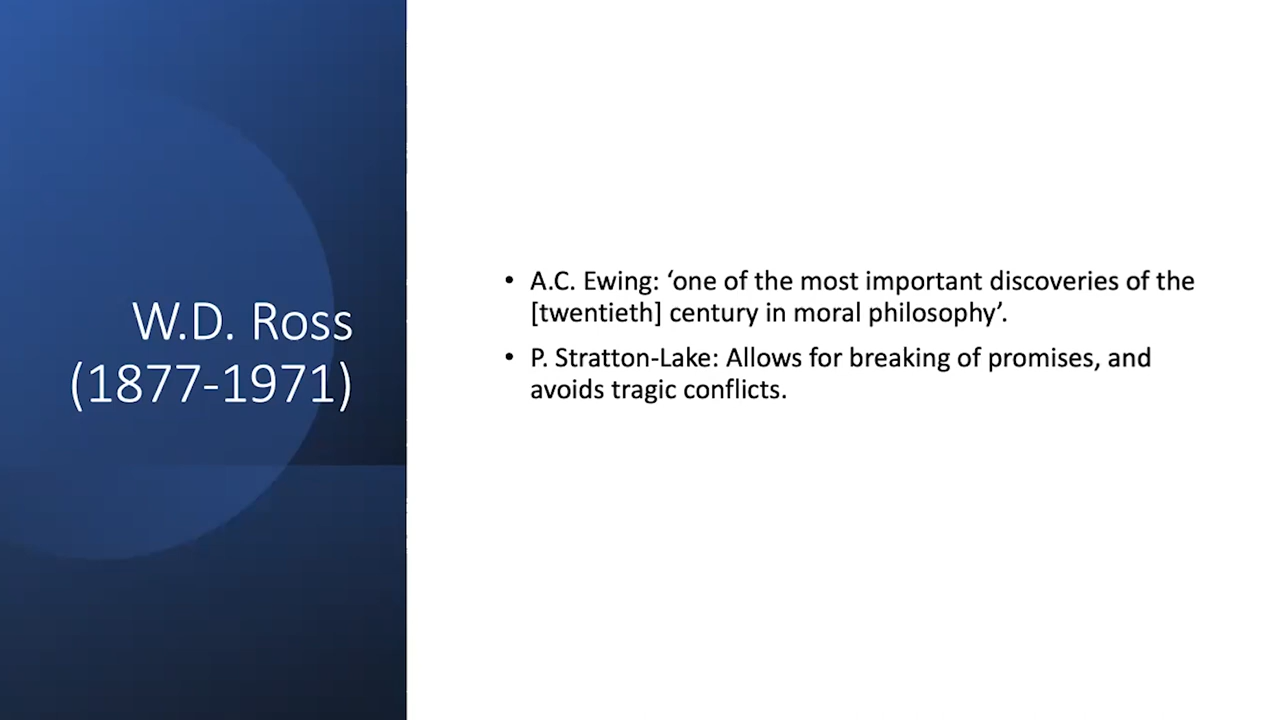 W.D. Ross
(1877-1971)
• A.C. Ewing: ‘one of the most important discoveries of the
[twentieth] century in moral philosophy’.
• P. Stratton-Lake: Allows for breaking of promises, and
avoids tragic conflicts.